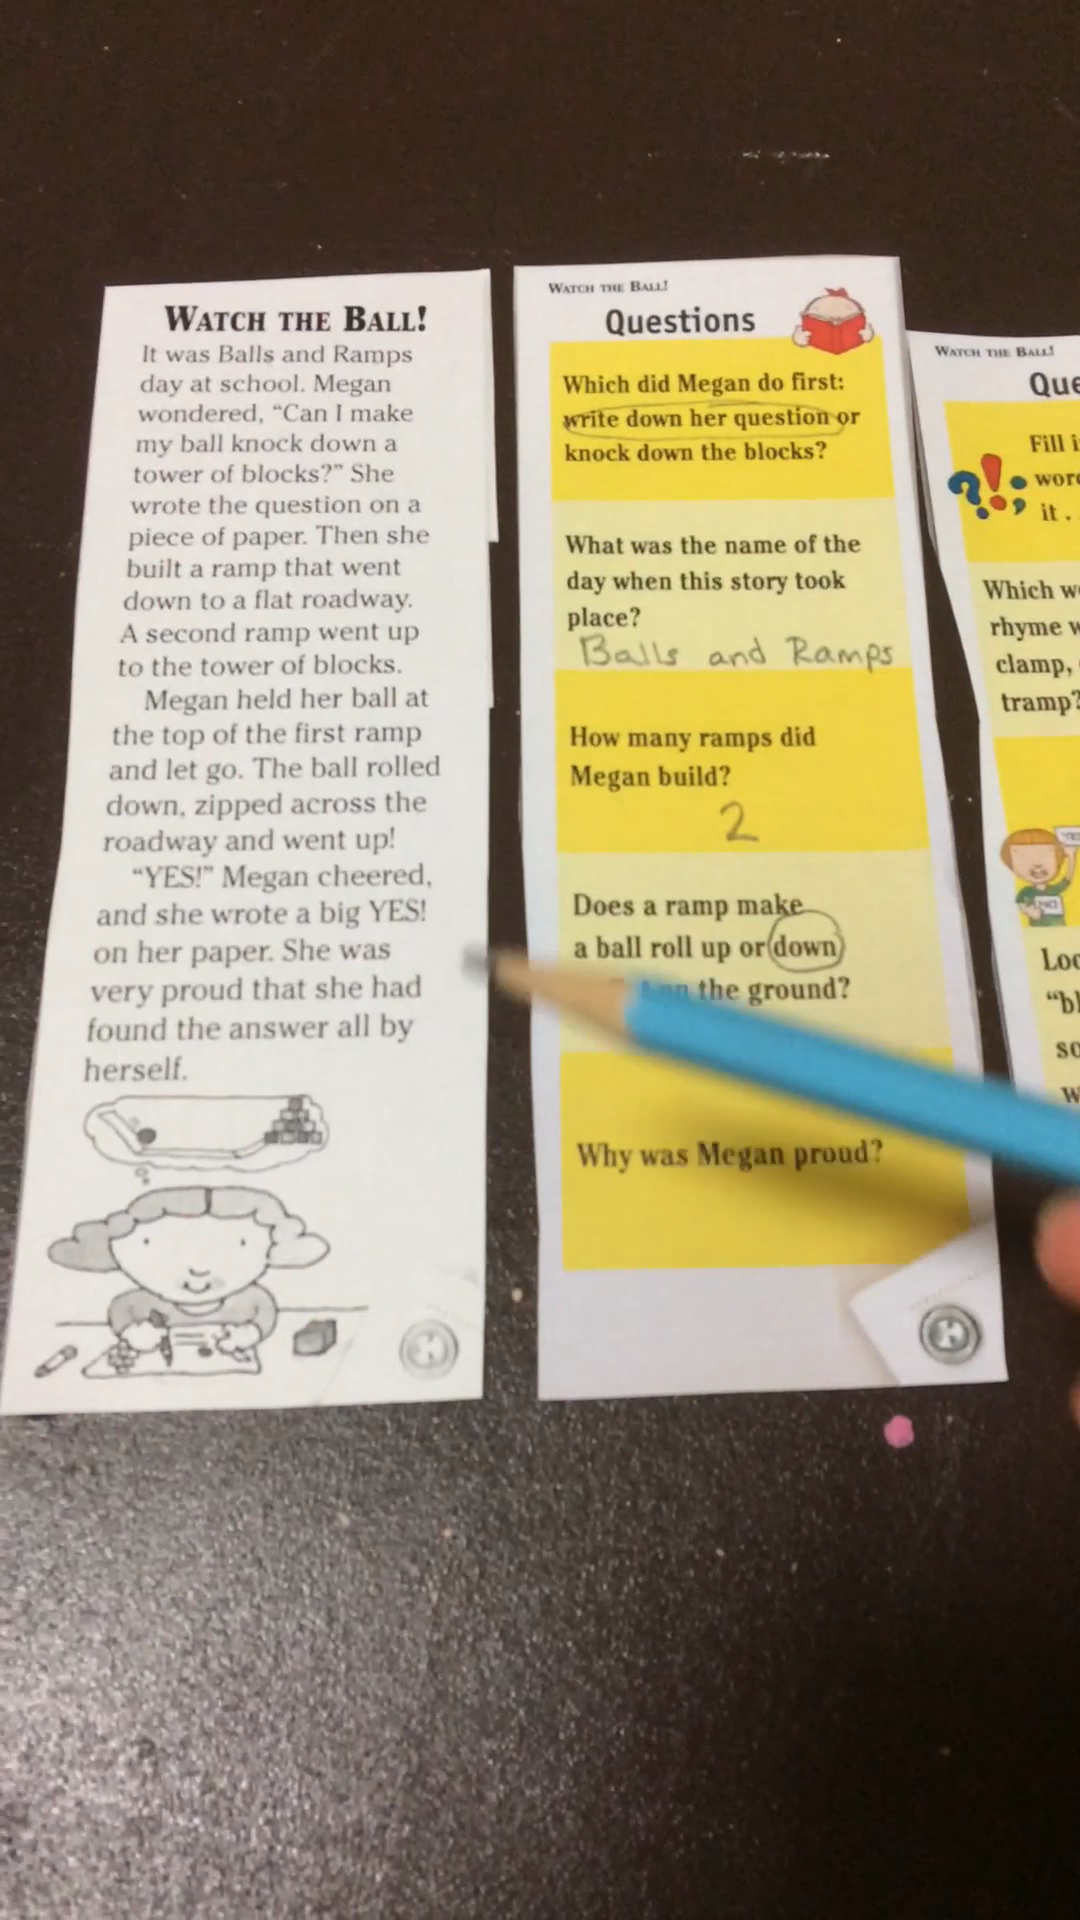 WATCH THE BALL!
It was Balls and Ramps
day at school. Megan
wondered, “Can I make
my ball knock down a
tower of blocks?” She
wrote the question on a
piece of paper. Then she
built a ramp that went
down to a flat roadway.
A second ramp went up
to the tower of blocks.
Megan held her ball at
the top of the first ramp
and let go. The ball rolled
down, zipped across the
roadway and went up!
“YES!” Megan cheered,
and she wrote a big YES!
on her paper. She was
very proud that she had
found the answer all by
herself.
WATCH THE BALL!
Questions
Which did Megan do first:
write down her question or
knock down the blocks?
What was the name of the
day when this story took
place?
Balls and Ramps
How many ramps did
Megan build?
2
Does a ramp make
a ball roll up or down
the ground?
Why was Megan proud?
WATCH THE BALL!
Que
Fill i
word
it .
Which w
rhyme w
clamp,
tramp?
YES
NO
Loo
“bl
so
W